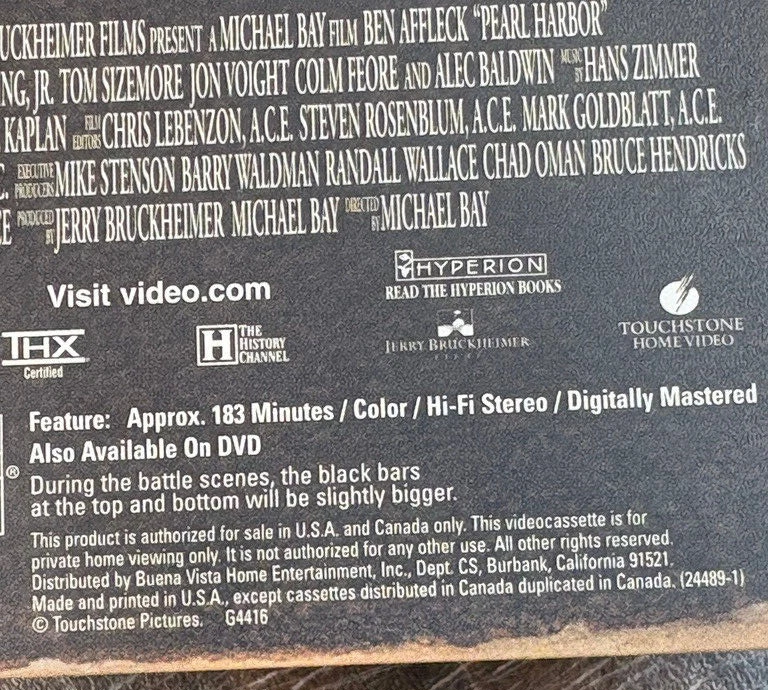 UCKHEIMER FILMS PRESENT A MICHAEL BAY FILM BEN AFFLECK "PEARL HARBOR"
NG, JR. TOM SIZEMORE JON VOIGHT COLM FEORE AND ALEC BALDWIN MUSIC BY HANS ZIMMER
KAPLAN FILM EDITORS CHRIS LEBENZON, A.C.E. STEVEN ROSENBLUM, A.C.E. MARK GOLDBLATT, A.C.E.
C. EXECUTIVE PRODUCERS MIKE STENSON BARRY WALDMAN RANDALL WALLACE CHAD OMAN BRUCE HENDRICKS
E PRODUCED BY JERRY BRUCKHEIMER MICHAEL BAY DIRECTED BY MICHAEL BAY
Visit video.com
HYPERION
READ THE HYPERION BOOKS
THX
Certified
H THE
HISTORY
CHANNEL
JERRY BRUCKHEIMER
FILMS
TOUCHSTONE
HOME VIDEO
Feature: Approx. 183 Minutes / Color / Hi-Fi Stereo / Digitally Mastered
Also Available On DVD
® During the battle scenes, the black bars
at the top and bottom will be slightly bigger.
This product is authorized for sale in U.S.A. and Canada only. This videocassette is for
private home viewing only. It is not authorized for any other use. All other rights reserved.
Distributed by Buena Vista Home Entertainment, Inc., Dept. CS, Burbank, California 91521.
Made and printed in U.S.A., except cassettes distributed in Canada duplicated in Canada. (24489-1)
© Touchstone Pictures. G4416